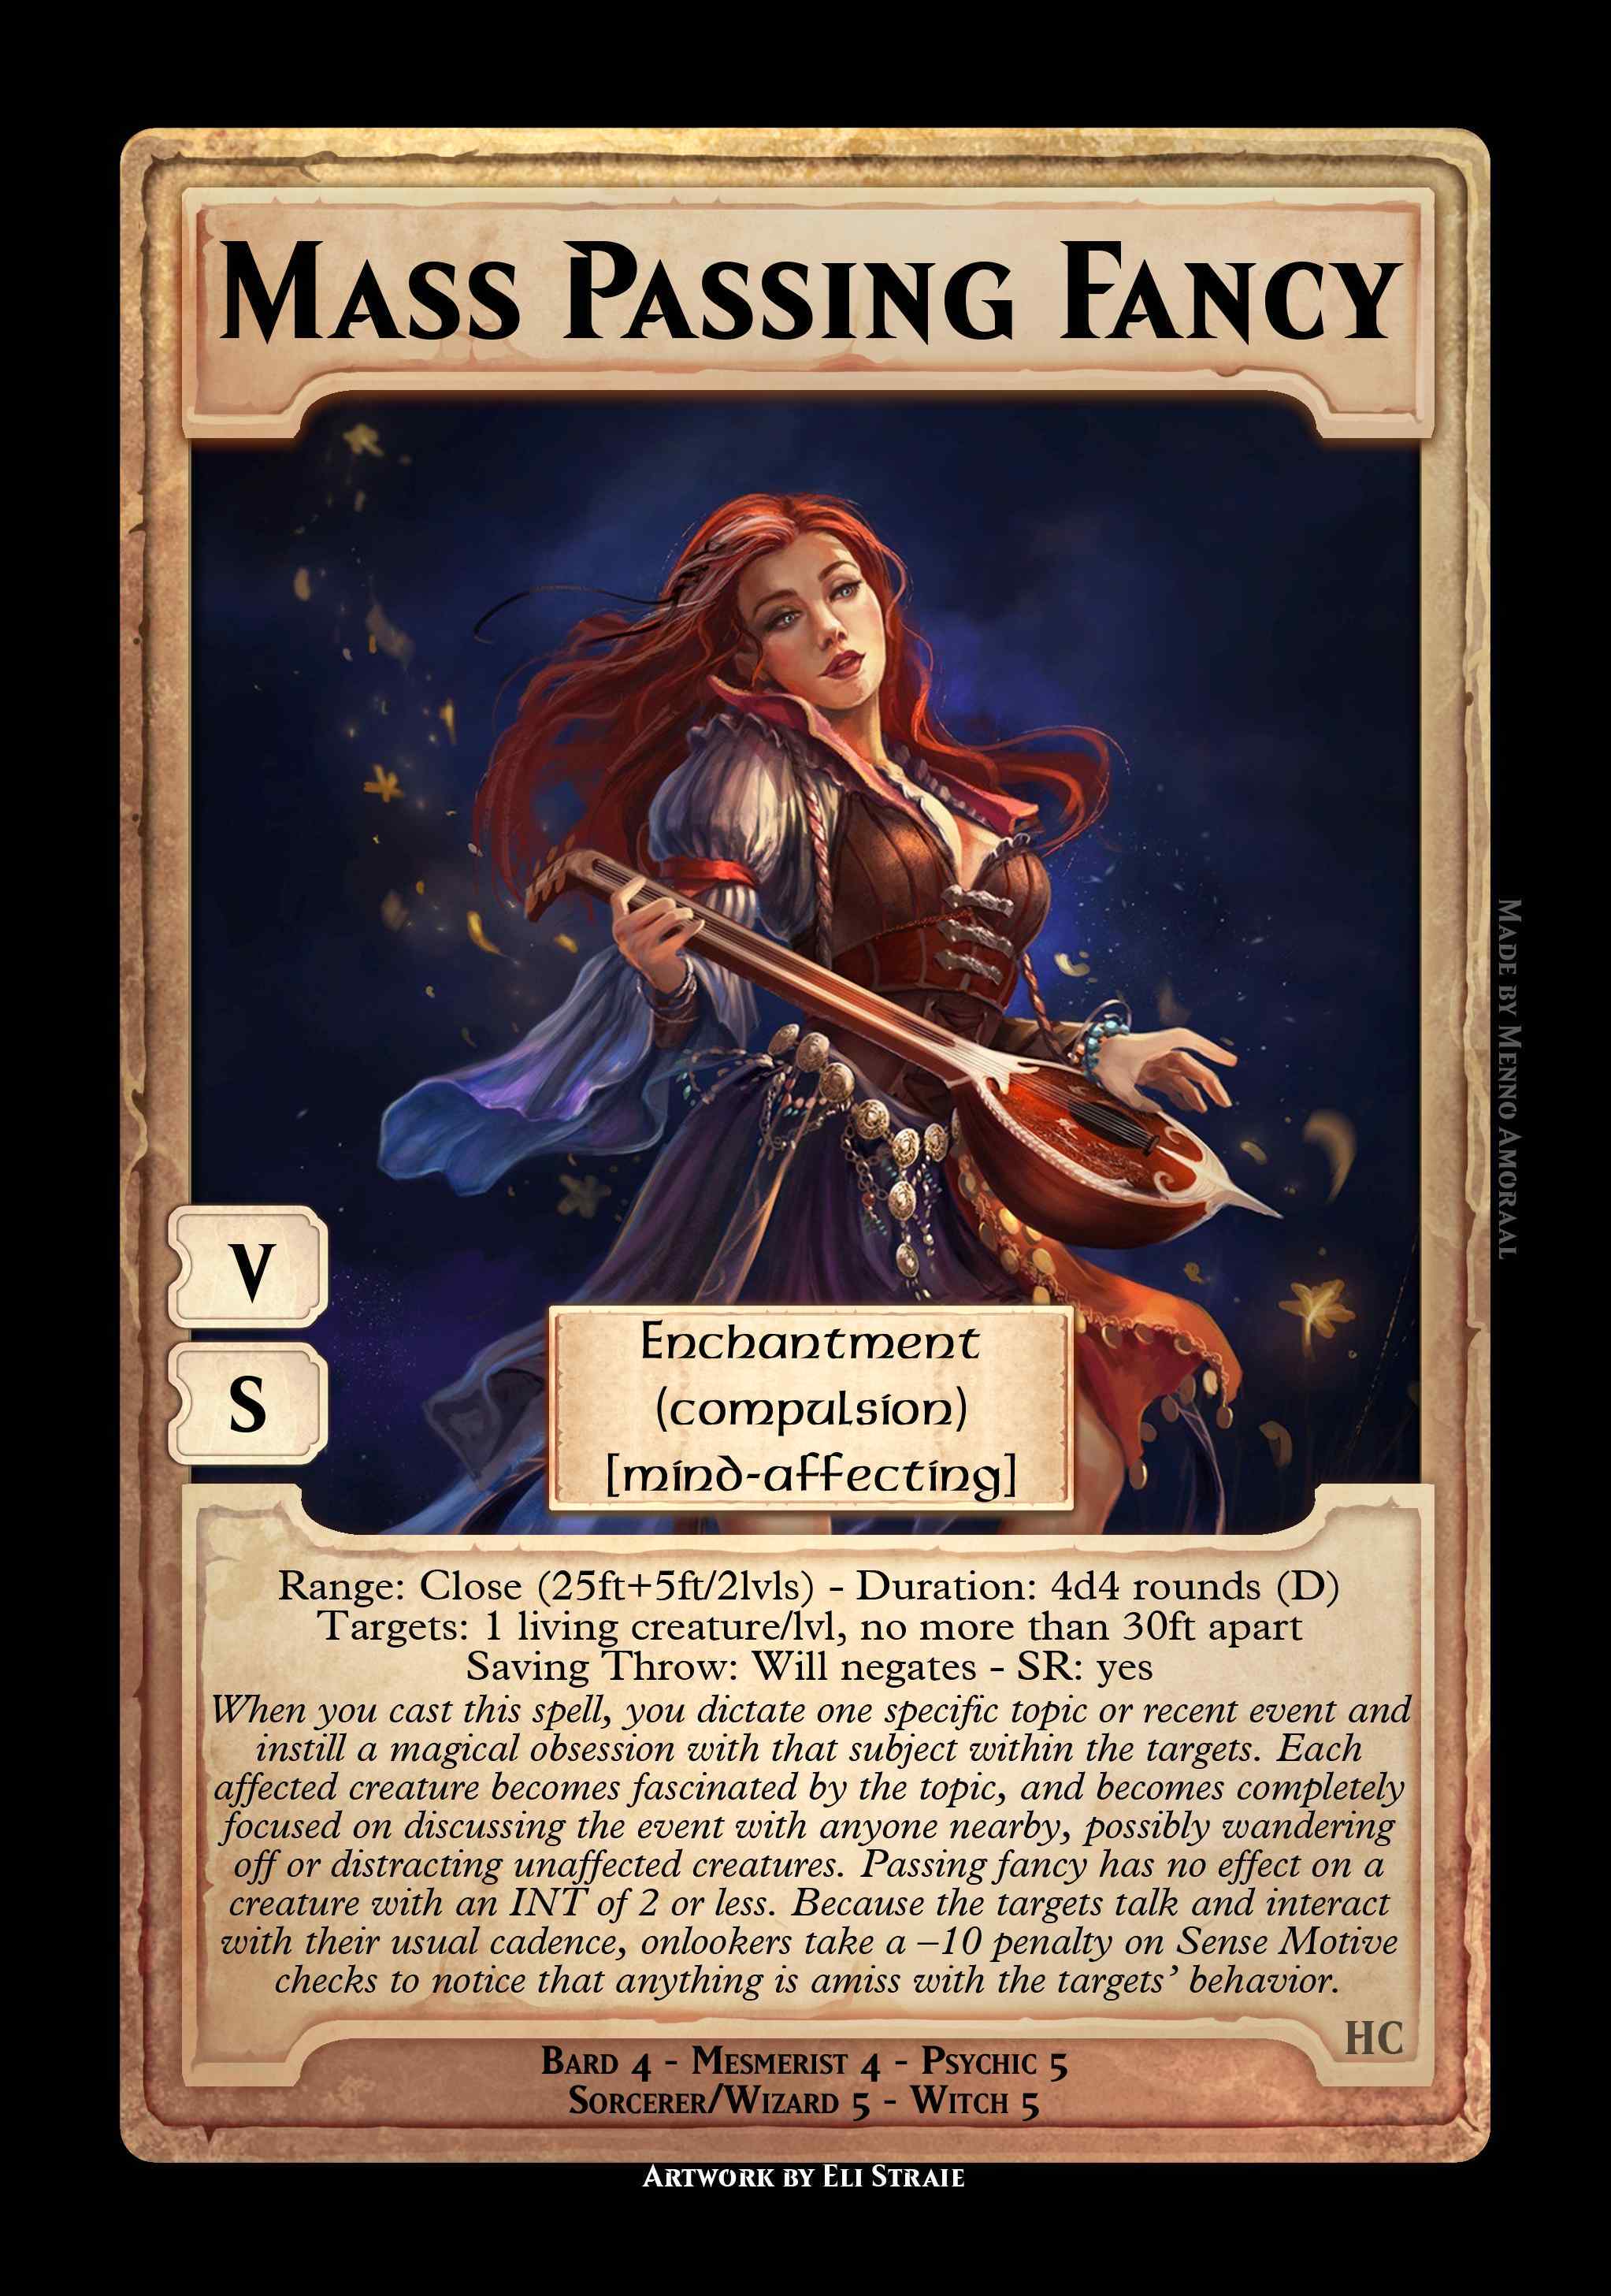 Mass Passing Fancy
V
S
Enchantment
(compulsion)
[mind-affecting]
Range: Close (25ft+5ft/2lvls) - Duration: 4d4 rounds (D)
Targets: 1 living creature/lvl, no more than 30ft apart
Saving Throw: Will negates - SR: yes
When you cast this spell, you dictate one specific topic or recent event and
instill a magical obsession with that subject within the targets. Each
affected creature becomes fascinated by the topic, and becomes completely
focused on discussing the event with anyone nearby, possibly wandering
off or distracting unaffected creatures. Passing fancy has no effect on a
creature with an INT of 2 or less. Because the targets talk and interact
with their usual cadence, onlookers take a –10 penalty on Sense Motive
checks to notice that anything is amiss with the targets’ behavior.
HC
Bard 4 - Mesmerist 4 - Psychic 5
Sorcerer/Wizard 5 - Witch 5
Artwork by Eli Straie
Made by Menno Amoraal